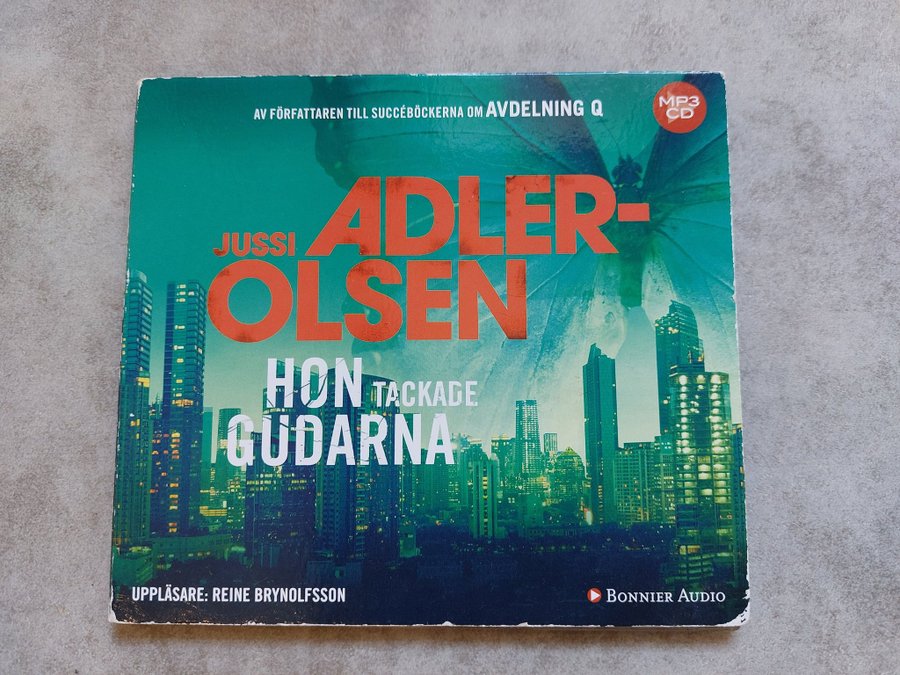 AV FÖRFATTAREN TILL SUCCÉBÖCKERNA OM AVDELNING Q
MP3
CD
JUSSI ADLER-
OLSEN
HON TACKADE
GUDARNA
UPPLÄSARE: REINE BRYNOLFSSON
BONNIER AUDIO